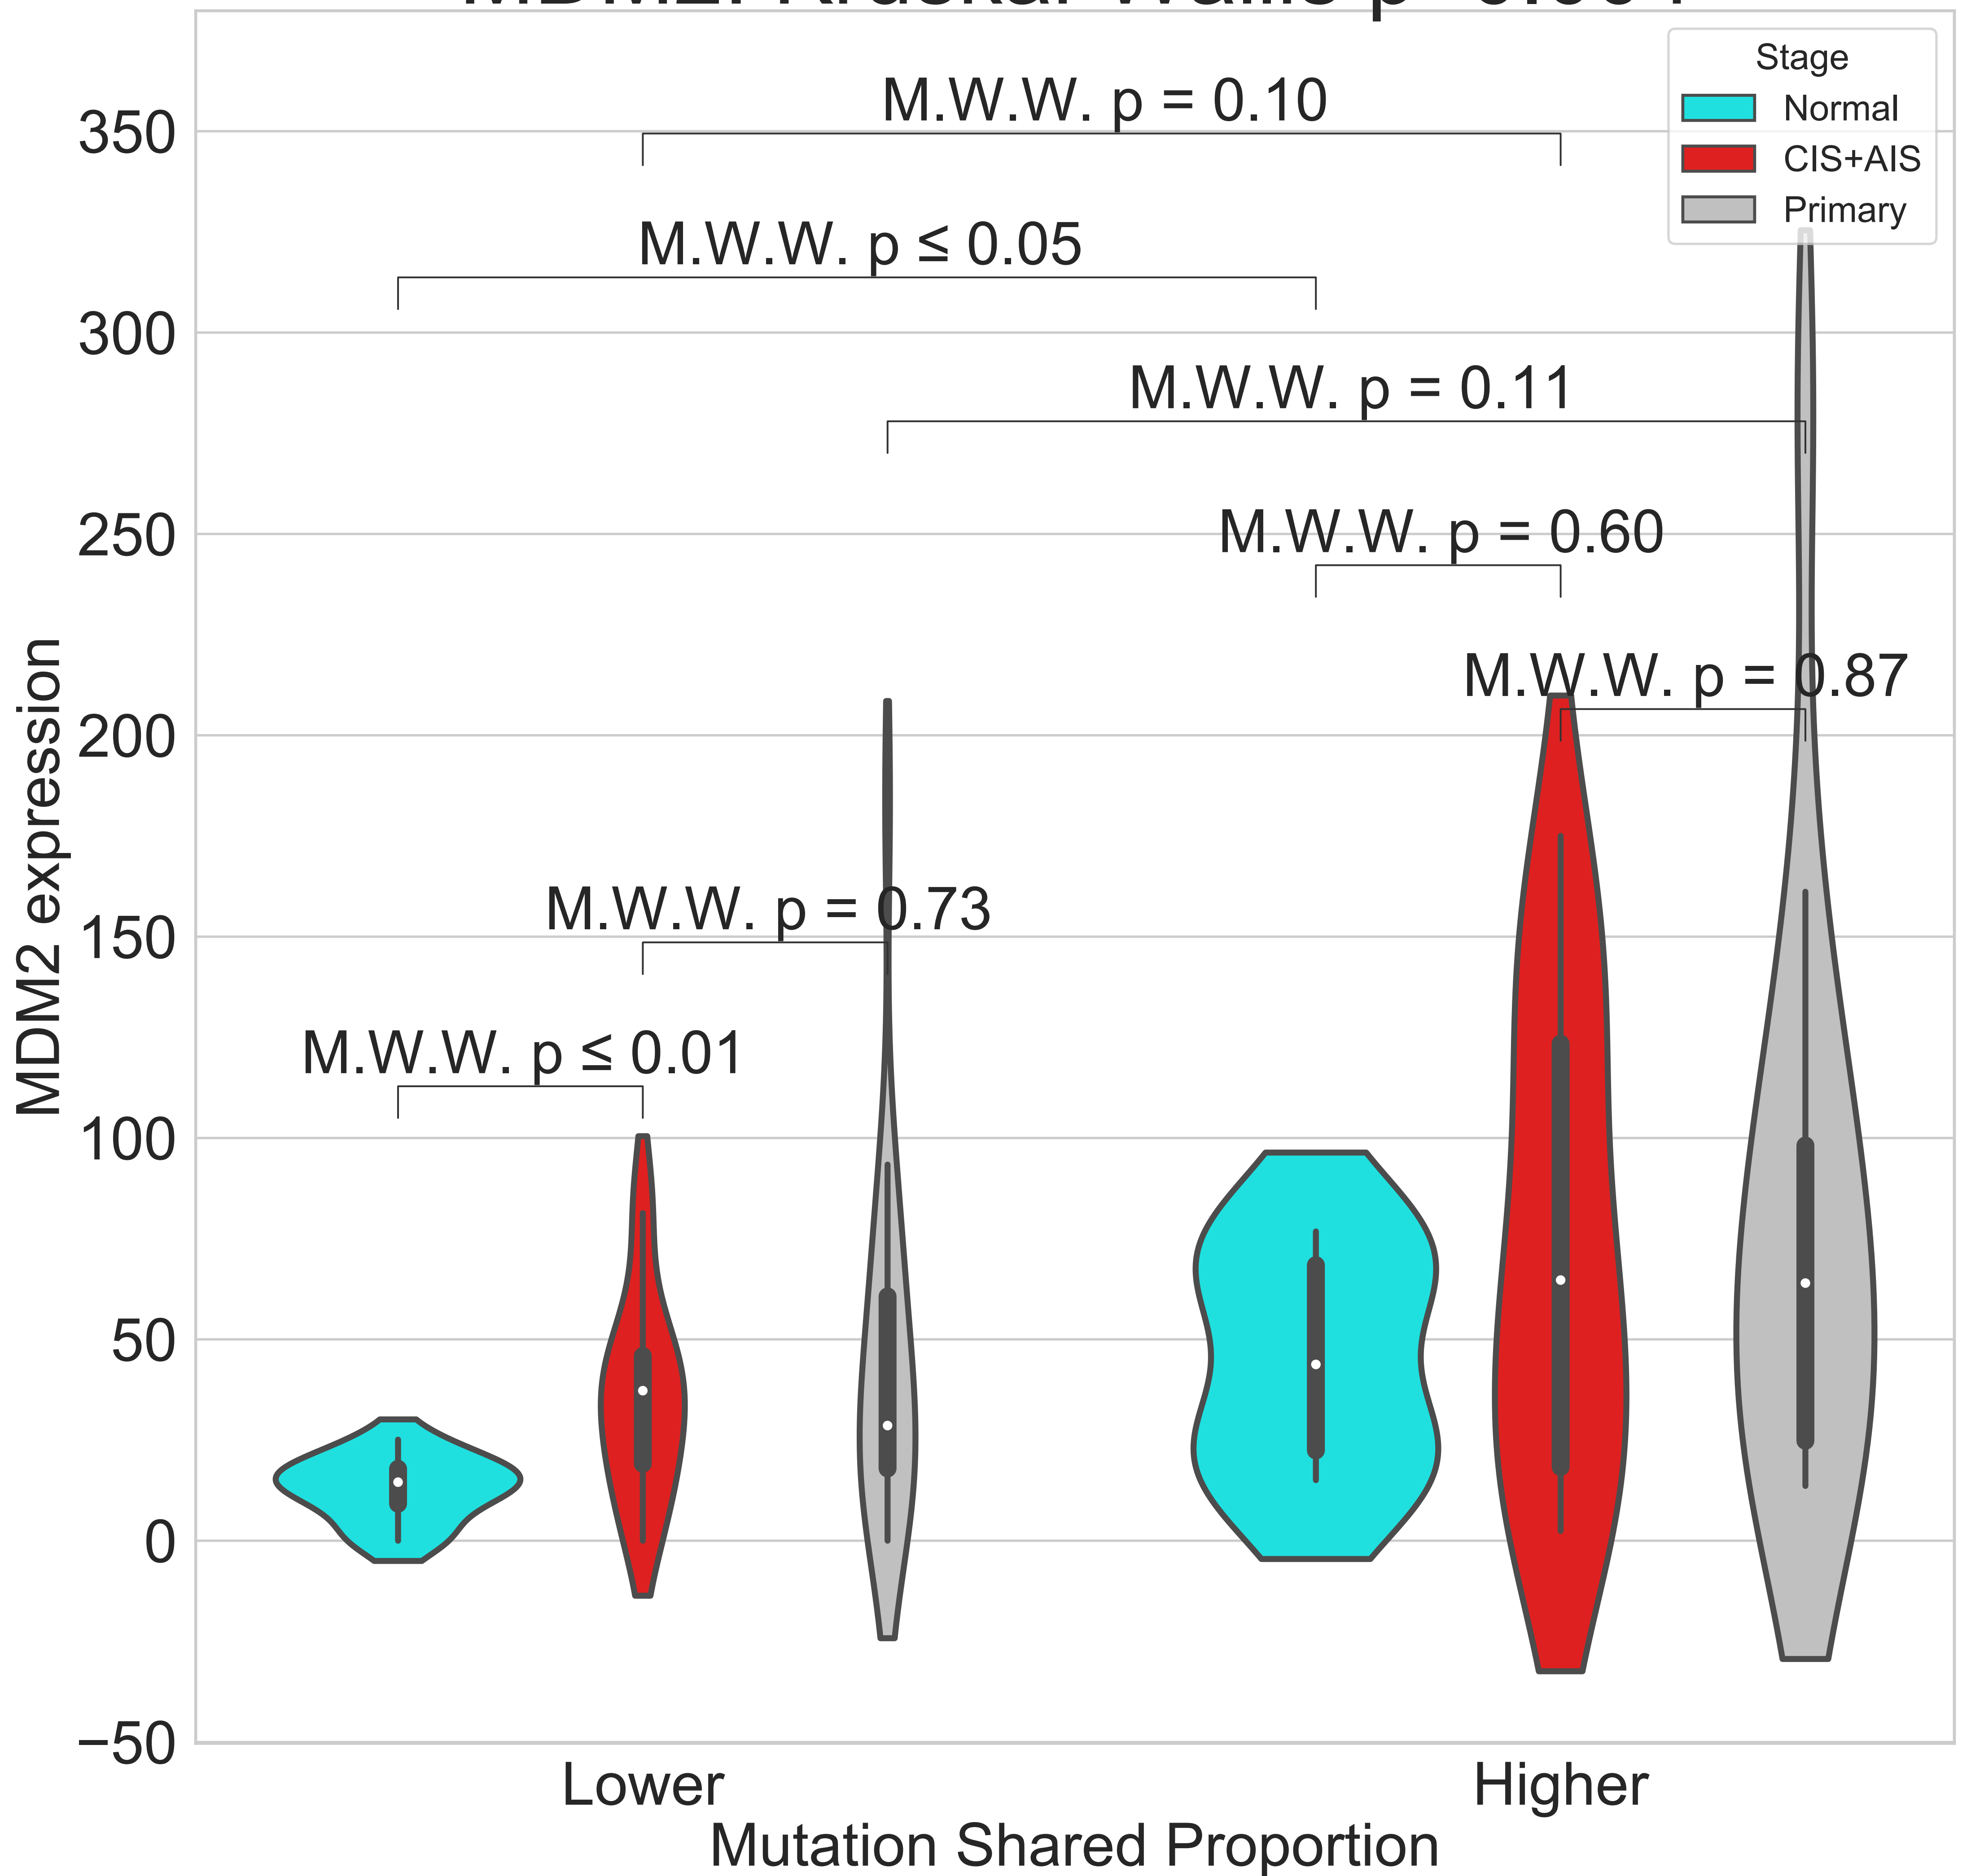 Stage
Normal
CIS+AIS
Primary
M.W.W. p = 0.10
M.W.W. p ≤ 0.05
M.W.W. p = 0.11
M.W.W. p = 0.60
M.W.W. p = 0.87
M.W.W. p = 0.73
M.W.W. p ≤ 0.01
MDM2 expression
350
300
250
200
150
100
50
0
−50
Lower
Higher
Mutation Shared Proportion